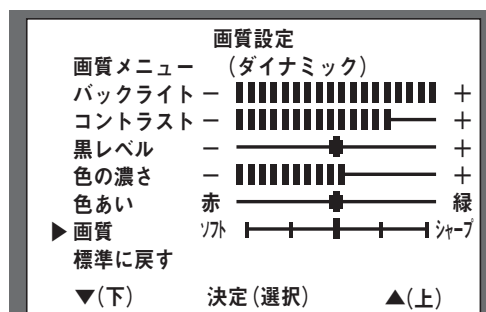 画質設定
画質メニュー （ダイナミック）
バックライト − +
コントラスト − +
黒レベル − +
色の濃さ − +
色あい 赤 緑
▶画質 ソフト シャープ
標準に戻す
▼(下) 決定(選択) ▲(上)